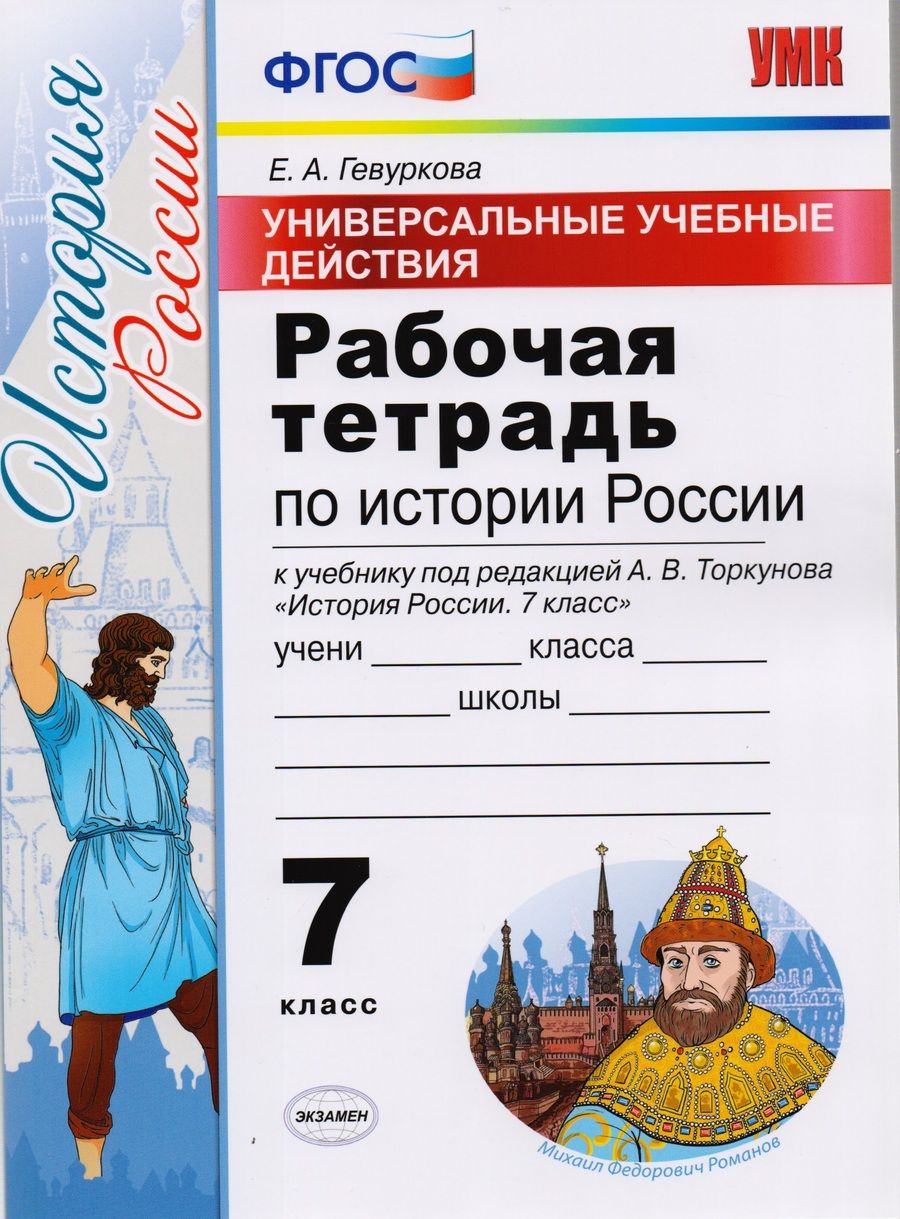 ФГОС
УМК
История
России
Е. А. Гевуркова
УНИВЕРСАЛЬНЫЕ УЧЕБНЫЕ
ДЕЙСТВИЯ
Рабочая
тетрадь
по истории России
к учебнику под редакцией А. В. Торкунова
«История России. 7 класс»
учени класса
школы
7
класс
ЭКЗАМЕН
Михаил Федорович Романов